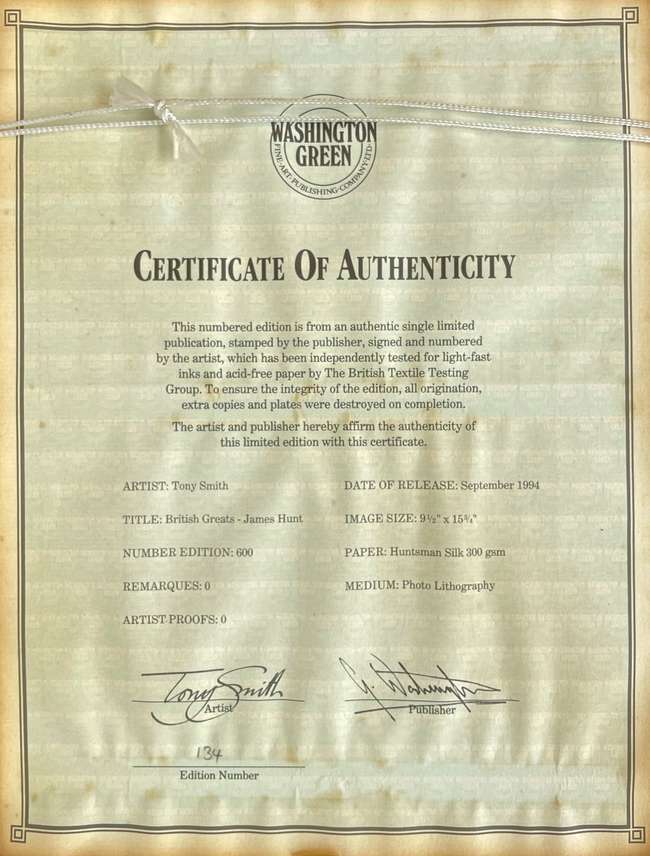 WASHINGTON
GREEN
FINE·ART·PUBLISHING·COMPANY·LTD·
CERTIFICATE OF AUTHENTICITY
This numbered edition is from an authentic single limited
publication, stamped by the publisher, signed and numbered
by the artist, which has been independently tested for light-fast
inks and acid-free paper by The British Textile Testing
Group. To ensure the integrity of the edition, all origination,
extra copies and plates were destroyed on completion.
The artist and publisher hereby affirm the authenticity of
this limited edition with this certificate.
ARTIST: Tony Smith
DATE OF RELEASE: September 1994
TITLE: British Greats - James Hunt
IMAGE SIZE: 9½" x 15¾"
NUMBER EDITION: 600
PAPER: Huntsman Silk 300 gsm
REMARQUES: 0
MEDIUM: Photo Lithography
ARTIST PROOFS: 0
Tony Smith
Artist
Publisher
134
Edition Number